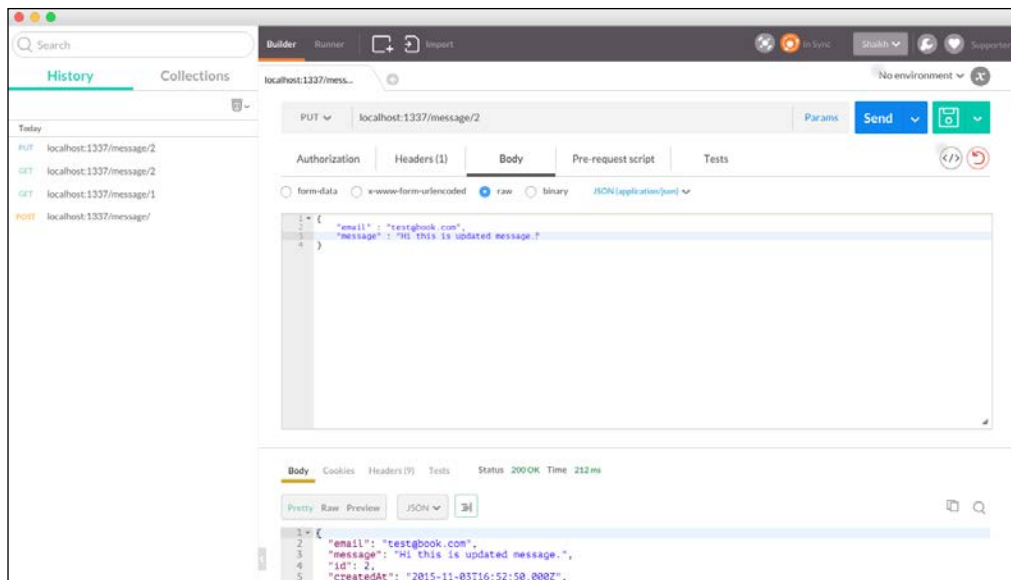 Search
Builder Runner Import In Sync Shaikh Supporter
History Collections
localhost:1337/mess...
No environment
Today
PUT localhost:1337/message/2
GET localhost:1337/message/2
GET localhost:1337/message/1
POST localhost:1337/message/
PUT localhost:1337/message/2 Params Send
Authorization Headers (1) Body Pre-request script Tests
form-data x-www-form-urlencoded raw binary JSON (application/json)
1 {
2 "email" : "test@book.com",
3 "message" : "Hi this is updated message."
4 }
Body Cookies Headers (9) Tests Status 200 OK Time 212 ms
Pretty Raw Preview JSON
1 {
2 "email": "test@book.com",
3 "message": "Hi this is updated message.",
4 "id": 2,
5 "createdAt": "2015-11-03T16:52:50.000Z",